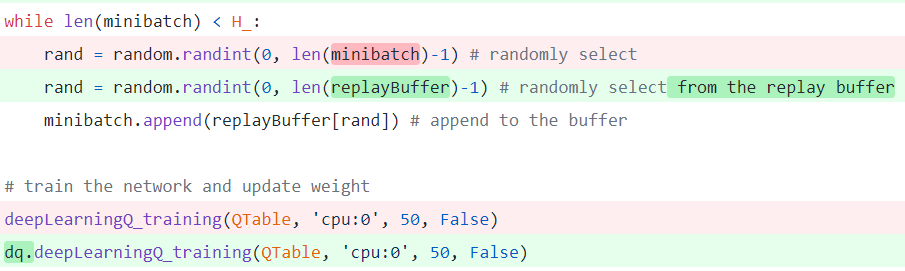 while len(minibatch) < H_:
rand = random.randint(0, len(minibatch)-1) # randomly select
rand = random.randint(0, len(replayBuffer)-1) # randomly select from the replay buffer
minibatch.append(replayBuffer[rand]) # append to the buffer
# train the network and update weight
deepLearningQ_training(QTable, 'cpu:0', 50, False)
dq.deepLearningQ_training(QTable, 'cpu:0', 50, False)